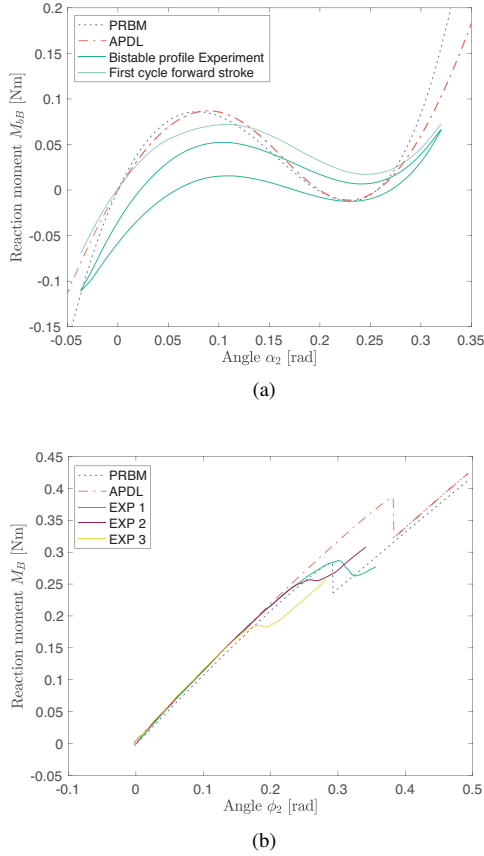 0.2
0.15
0.1
0.05
0
-0.05
-0.1
-0.15
Reaction moment M_{bB} [Nm]
PRBM
APDL
Bistable profile Experiment
First cycle forward stroke
-0.05 0 0.05 0.1 0.15 0.2 0.25 0.3 0.35
Angle α_2 [rad]
(a)
0.45
0.4
0.35
0.3
0.25
0.2
0.15
0.1
0.05
0
-0.05
Reaction moment M_B [Nm]
PRBM
APDL
EXP 1
EXP 2
EXP 3
-0.1 0 0.1 0.2 0.3 0.4 0.5
Angle ϕ_2 [rad]
(b)